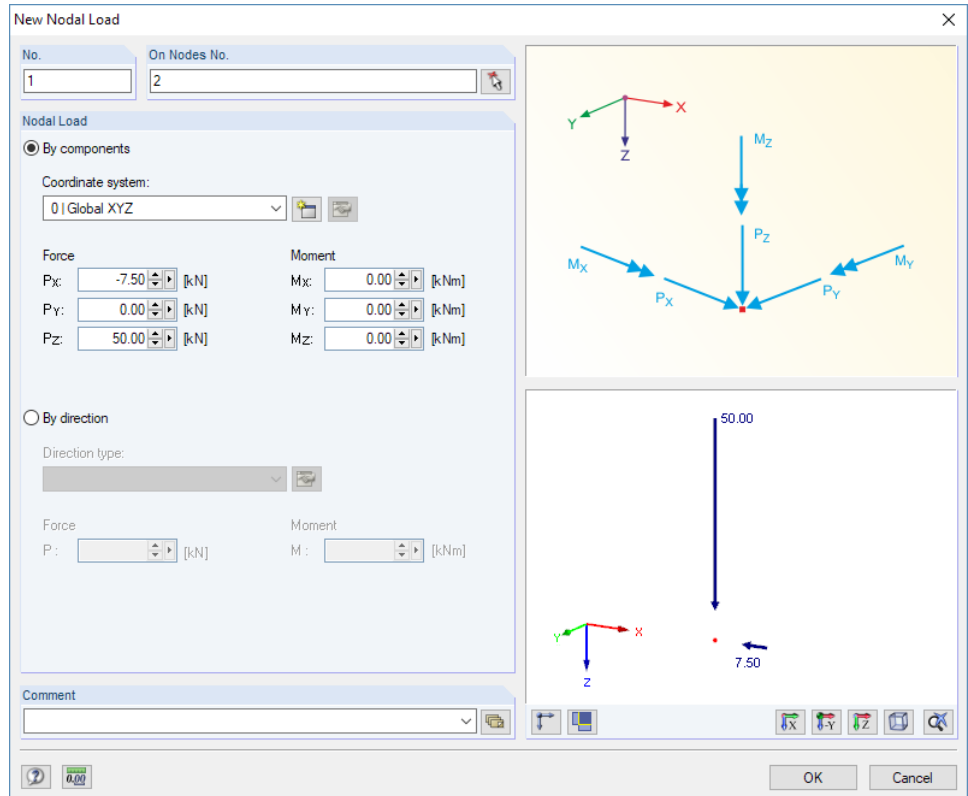 New Nodal Load
No.
On Nodes No.
1
2
Nodal Load
By components
Coordinate system:
0 | Global XYZ
Force
Moment
PX:
-7.50
[kN]
MX:
0.00
[kNm]
PY:
0.00
[kN]
MY:
0.00
[kNm]
PZ:
50.00
[kN]
MZ:
0.00
[kNm]
By direction
Direction type:
Force
Moment
P :
[kN]
M :
[kNm]
Comment
X
Y
Z
MZ
PZ
MX
MY
PX
PY
50.00
Y
X
Z
7.50
X
-Y
Z
0.00
OK
Cancel